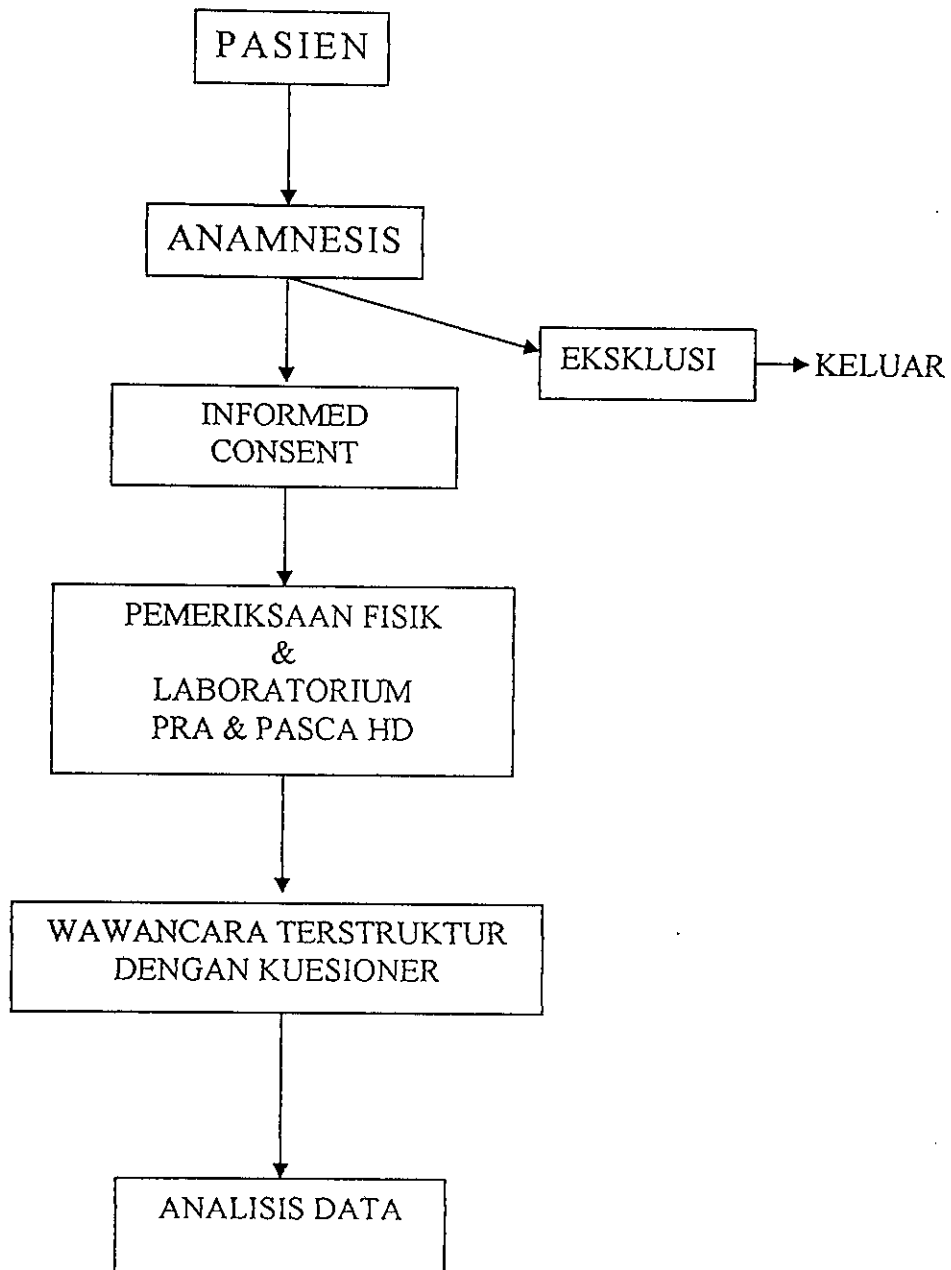 PASIEN
ANAMNESIS
EKSKLUSI
KELUAR
INFORMED
CONSENT
PEMERIKSAAN FISIK
&
LABORATORIUM
PRA & PASCA HD
WAWANCARA TERSTRUKTUR
DENGAN KUESIONER
ANALISIS DATA